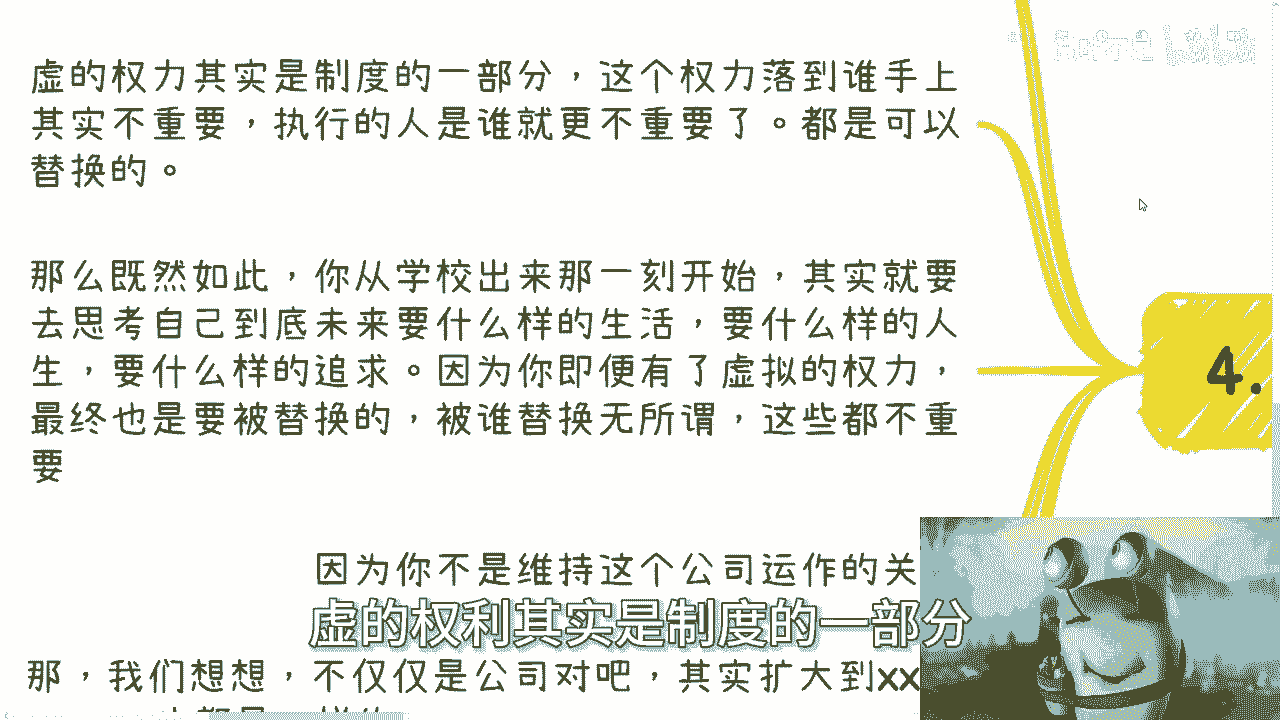 虚的权力其实是制度的一部分，这个权力落到谁手上
其实不重要，执行的人是谁就更不重要了。都是可以
替换的。
那么既然如此，你从学校出来那一刻开始，其实就要
去思考自己到底未来要什么样的生活，要什么样的人
生，要什么样的追求。因为你即便有了虚拟的权力，
最终也是要被替换的，被谁替换无所谓，这些都不重
要
4.
因为你不是维持这个公司运作的关
虚的权利其实是制度的一部分
那，我们想想，不仅仅是公司对吧，其实扩大到xx